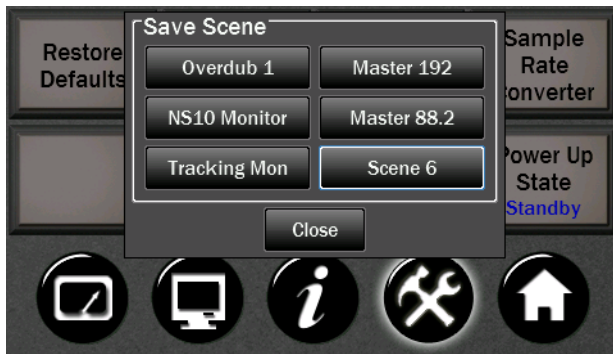 Save Scene
Restore
Defaults
Overdub 1
Master 192
Sample
Rate
onverter
NS10 Monitor
Master 88.2
Tracking Mon
Scene 6
Power Up
State
Standby
Close
i